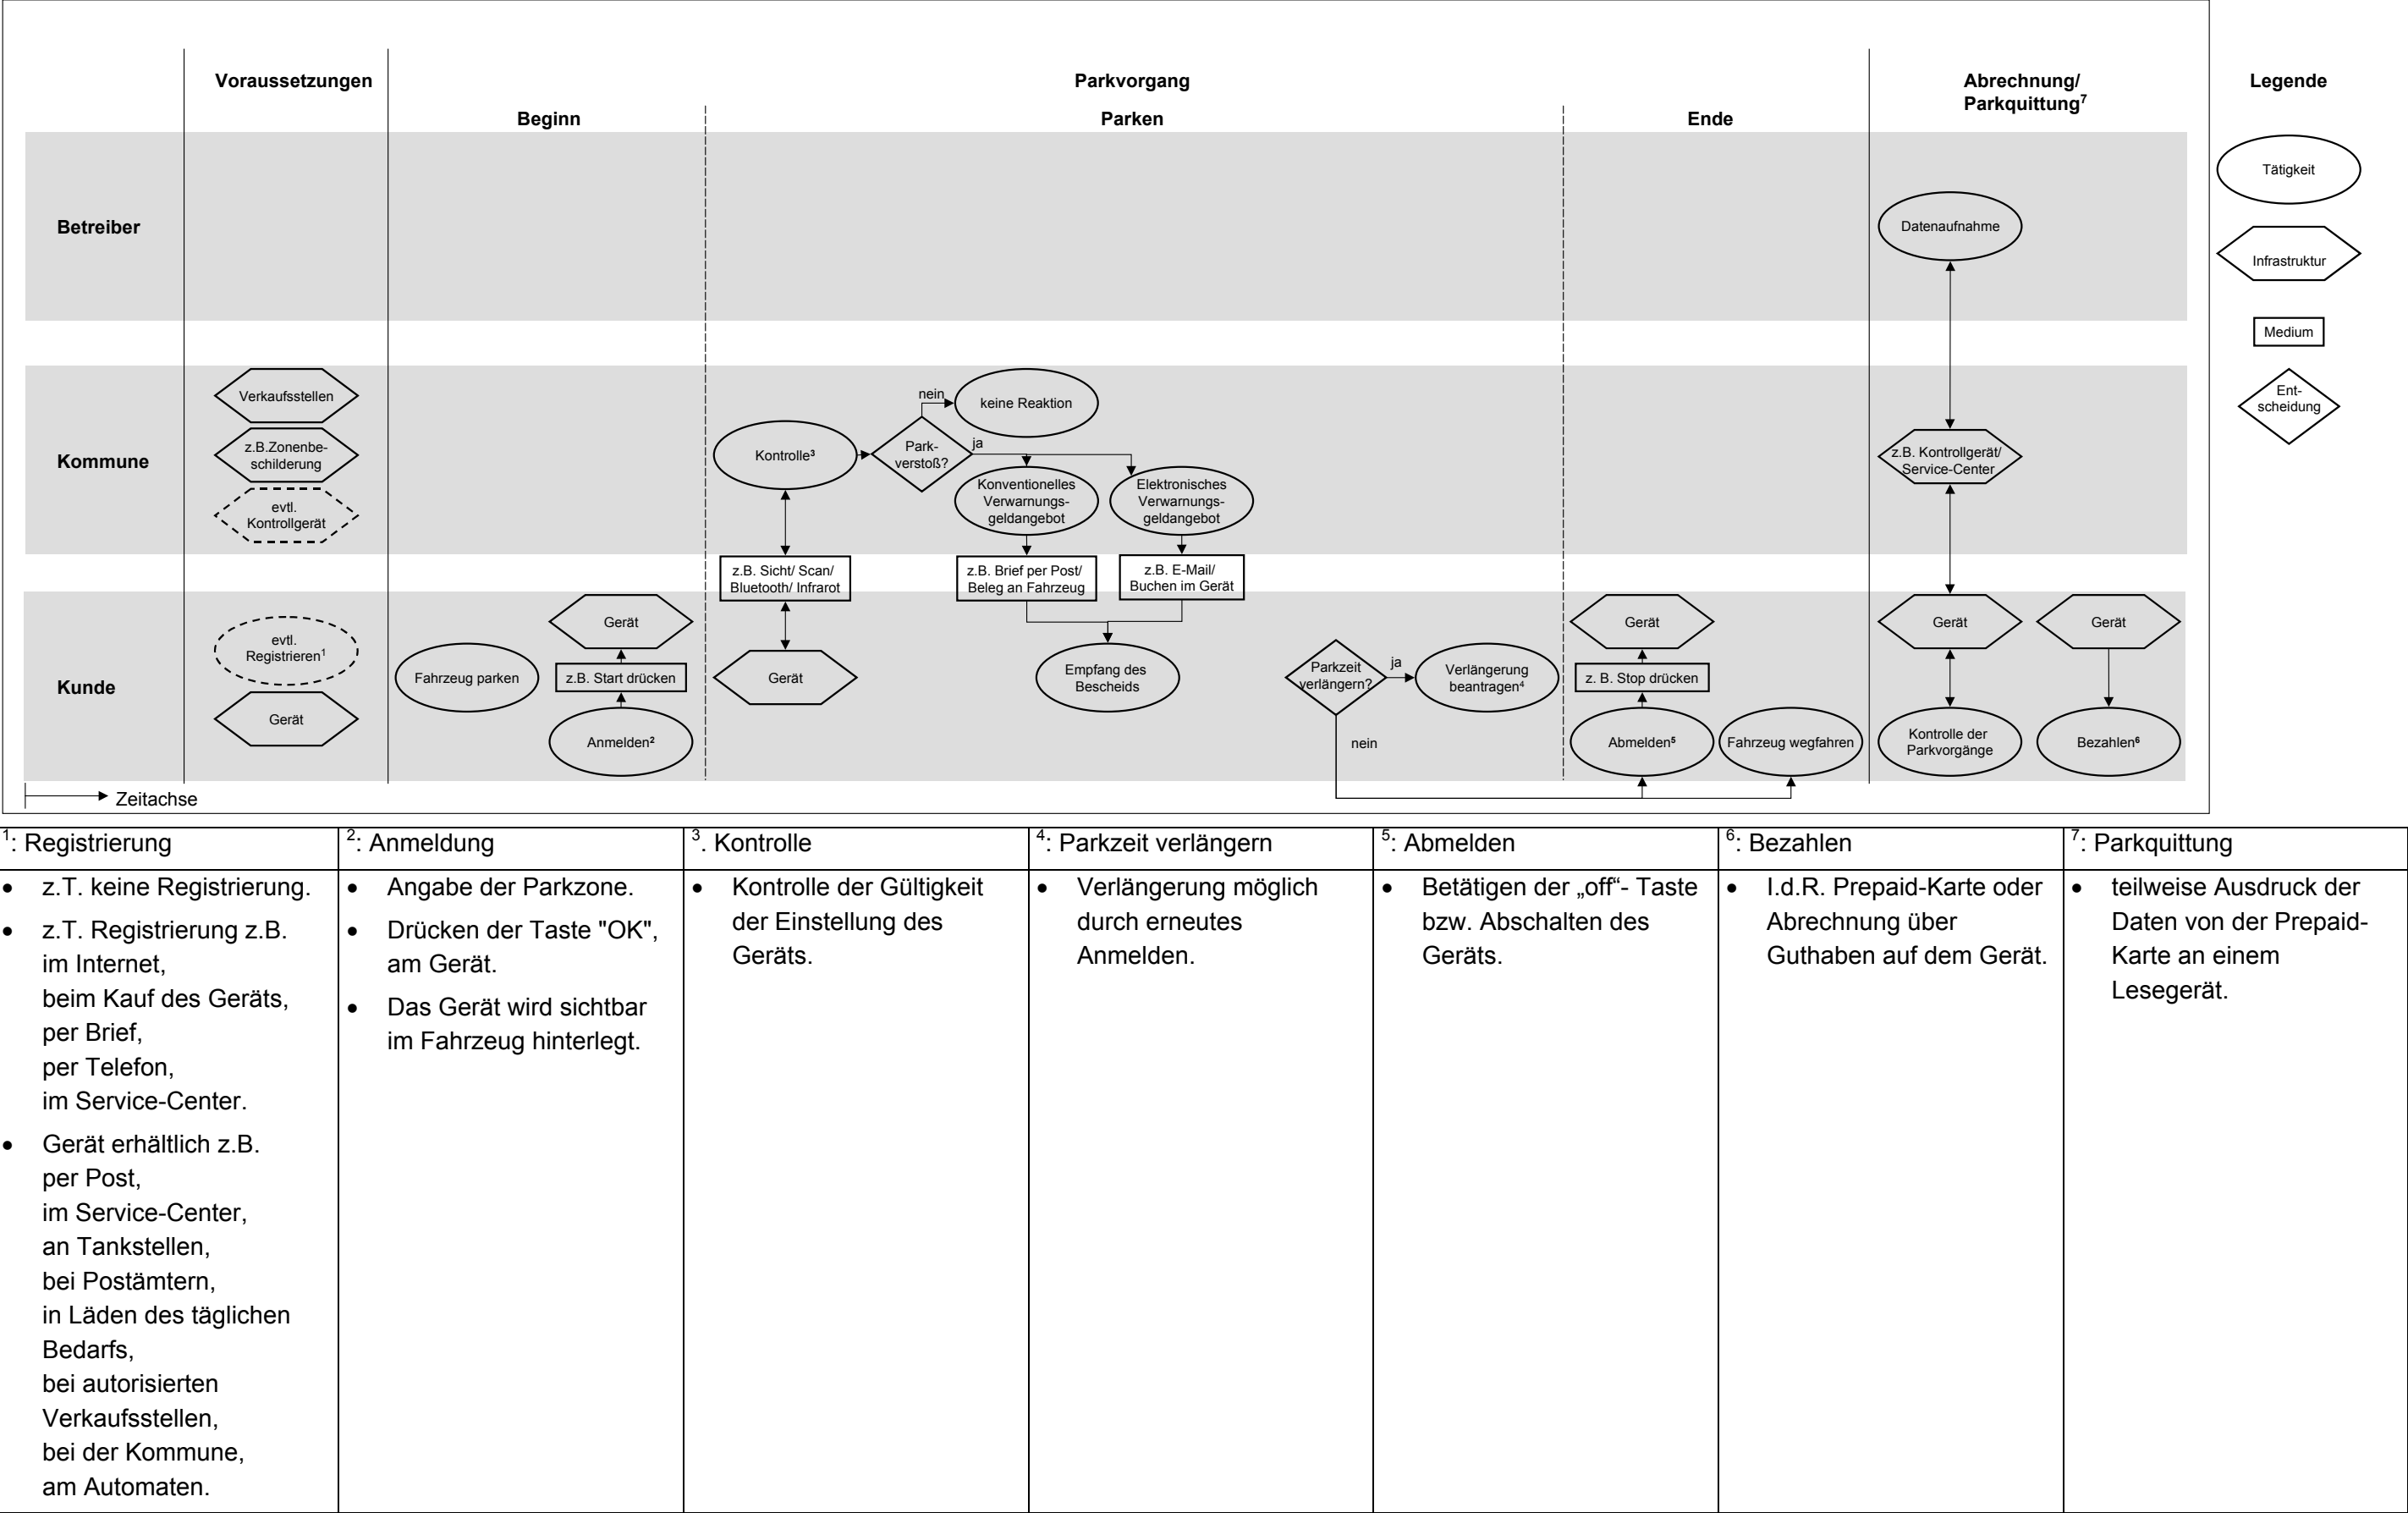 Voraussetzungen
Parkvorgang
Abrechnung/
Parkquittung⁷
Legende
Beginn
Parken
Ende
Betreiber
Datenaufnahme
Tätigkeit
Infrastruktur
Medium
Ent-
scheidung
Kommune
Verkaufsstellen
z.B.Zonenbe-
schilderung
evtl.
Kontrollgerät
Kontrolle³
Park-
verstoß?
nein
keine Reaktion
ja
Konventionelles
Verwarnungs-
geldangebot
Elektronisches
Verwarnungs-
geldangebot
z.B. Kontrollgerät/
Service-Center
z.B. Sicht/ Scan/
Bluetooth/ Infrarot
z.B. Brief per Post/
Beleg an Fahrzeug
z.B. E-Mail/
Buchen im Gerät
Kunde
evtl.
Registrieren¹
Gerät
Fahrzeug parken
Gerät
z.B. Start drücken
Anmelden²
Gerät
Empfang des
Bescheids
Parkzeit
verlängern?
ja
Verlängerung
beantragen⁴
nein
Gerät
z. B. Stop drücken
Abmelden⁵
Fahrzeug wegfahren
Gerät
Kontrolle der
Parkvorgänge
Gerät
Bezahlen⁶
Zeitachse
¹: Registrierung
• z.T. keine Registrierung.
• z.T. Registrierung z.B.
im Internet,
beim Kauf des Geräts,
per Brief,
per Telefon,
im Service-Center.
• Gerät erhältlich z.B.
per Post,
im Service-Center,
an Tankstellen,
bei Postämtern,
in Läden des täglichen
Bedarfs,
bei autorisierten
Verkaufsstellen,
bei der Kommune,
am Automaten.
²: Anmeldung
• Angabe der Parkzone.
• Drücken der Taste "OK",
am Gerät.
• Das Gerät wird sichtbar
im Fahrzeug hinterlegt.
³. Kontrolle
• Kontrolle der Gültigkeit
der Einstellung des
Geräts.
⁴: Parkzeit verlängern
• Verlängerung möglich
durch erneutes
Anmelden.
⁵: Abmelden
• Betätigen der „off“- Taste
bzw. Abschalten des
Geräts.
⁶: Bezahlen
• I.d.R. Prepaid-Karte oder
Abrechnung über
Guthaben auf dem Gerät.
⁷: Parkquittung
• teilweise Ausdruck der
Daten von der Prepaid-
Karte an einem
Lesegerät.